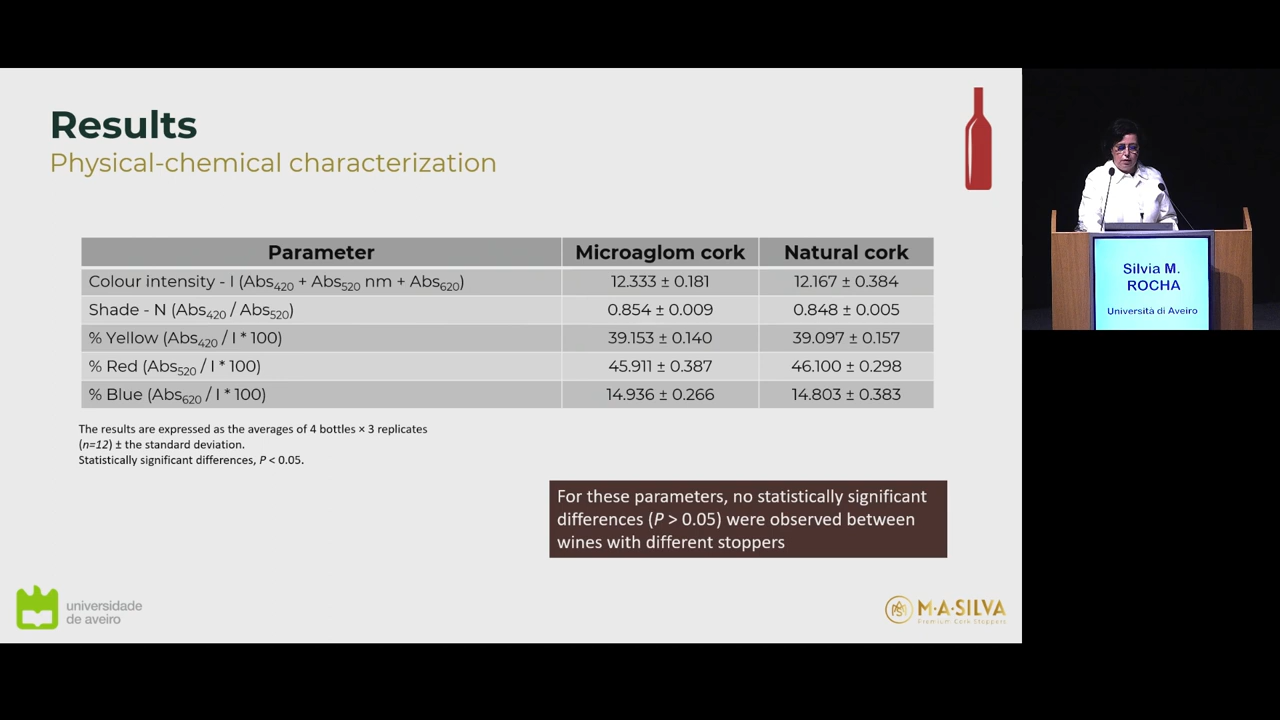 Results
Physical-chemical characterization
Parameter Microaglom cork Natural cork
Colour intensity - I (Abs420 + Abs520 nm + Abs620) 12.333 ± 0.181 12.167 ± 0.384
Shade - N (Abs420 / Abs520) 0.854 ± 0.009 0.848 ± 0.005
% Yellow (Abs420 / I * 100) 39.153 ± 0.140 39.097 ± 0.157
% Red (Abs520 / I * 100) 45.911 ± 0.387 46.100 ± 0.298
% Blue (Abs620 / I * 100) 14.936 ± 0.266 14.803 ± 0.383
The results are expressed as the averages of 4 bottles × 3 replicates
(n=12) ± the standard deviation.
Statistically significant differences, P < 0.05.
For these parameters, no statistically significant
differences (P > 0.05) were observed between
wines with different stoppers
universidade
de aveiro
M·A·SILVA
Premium Cork Stoppers
Silvia M.
ROCHA
Università di Aveiro